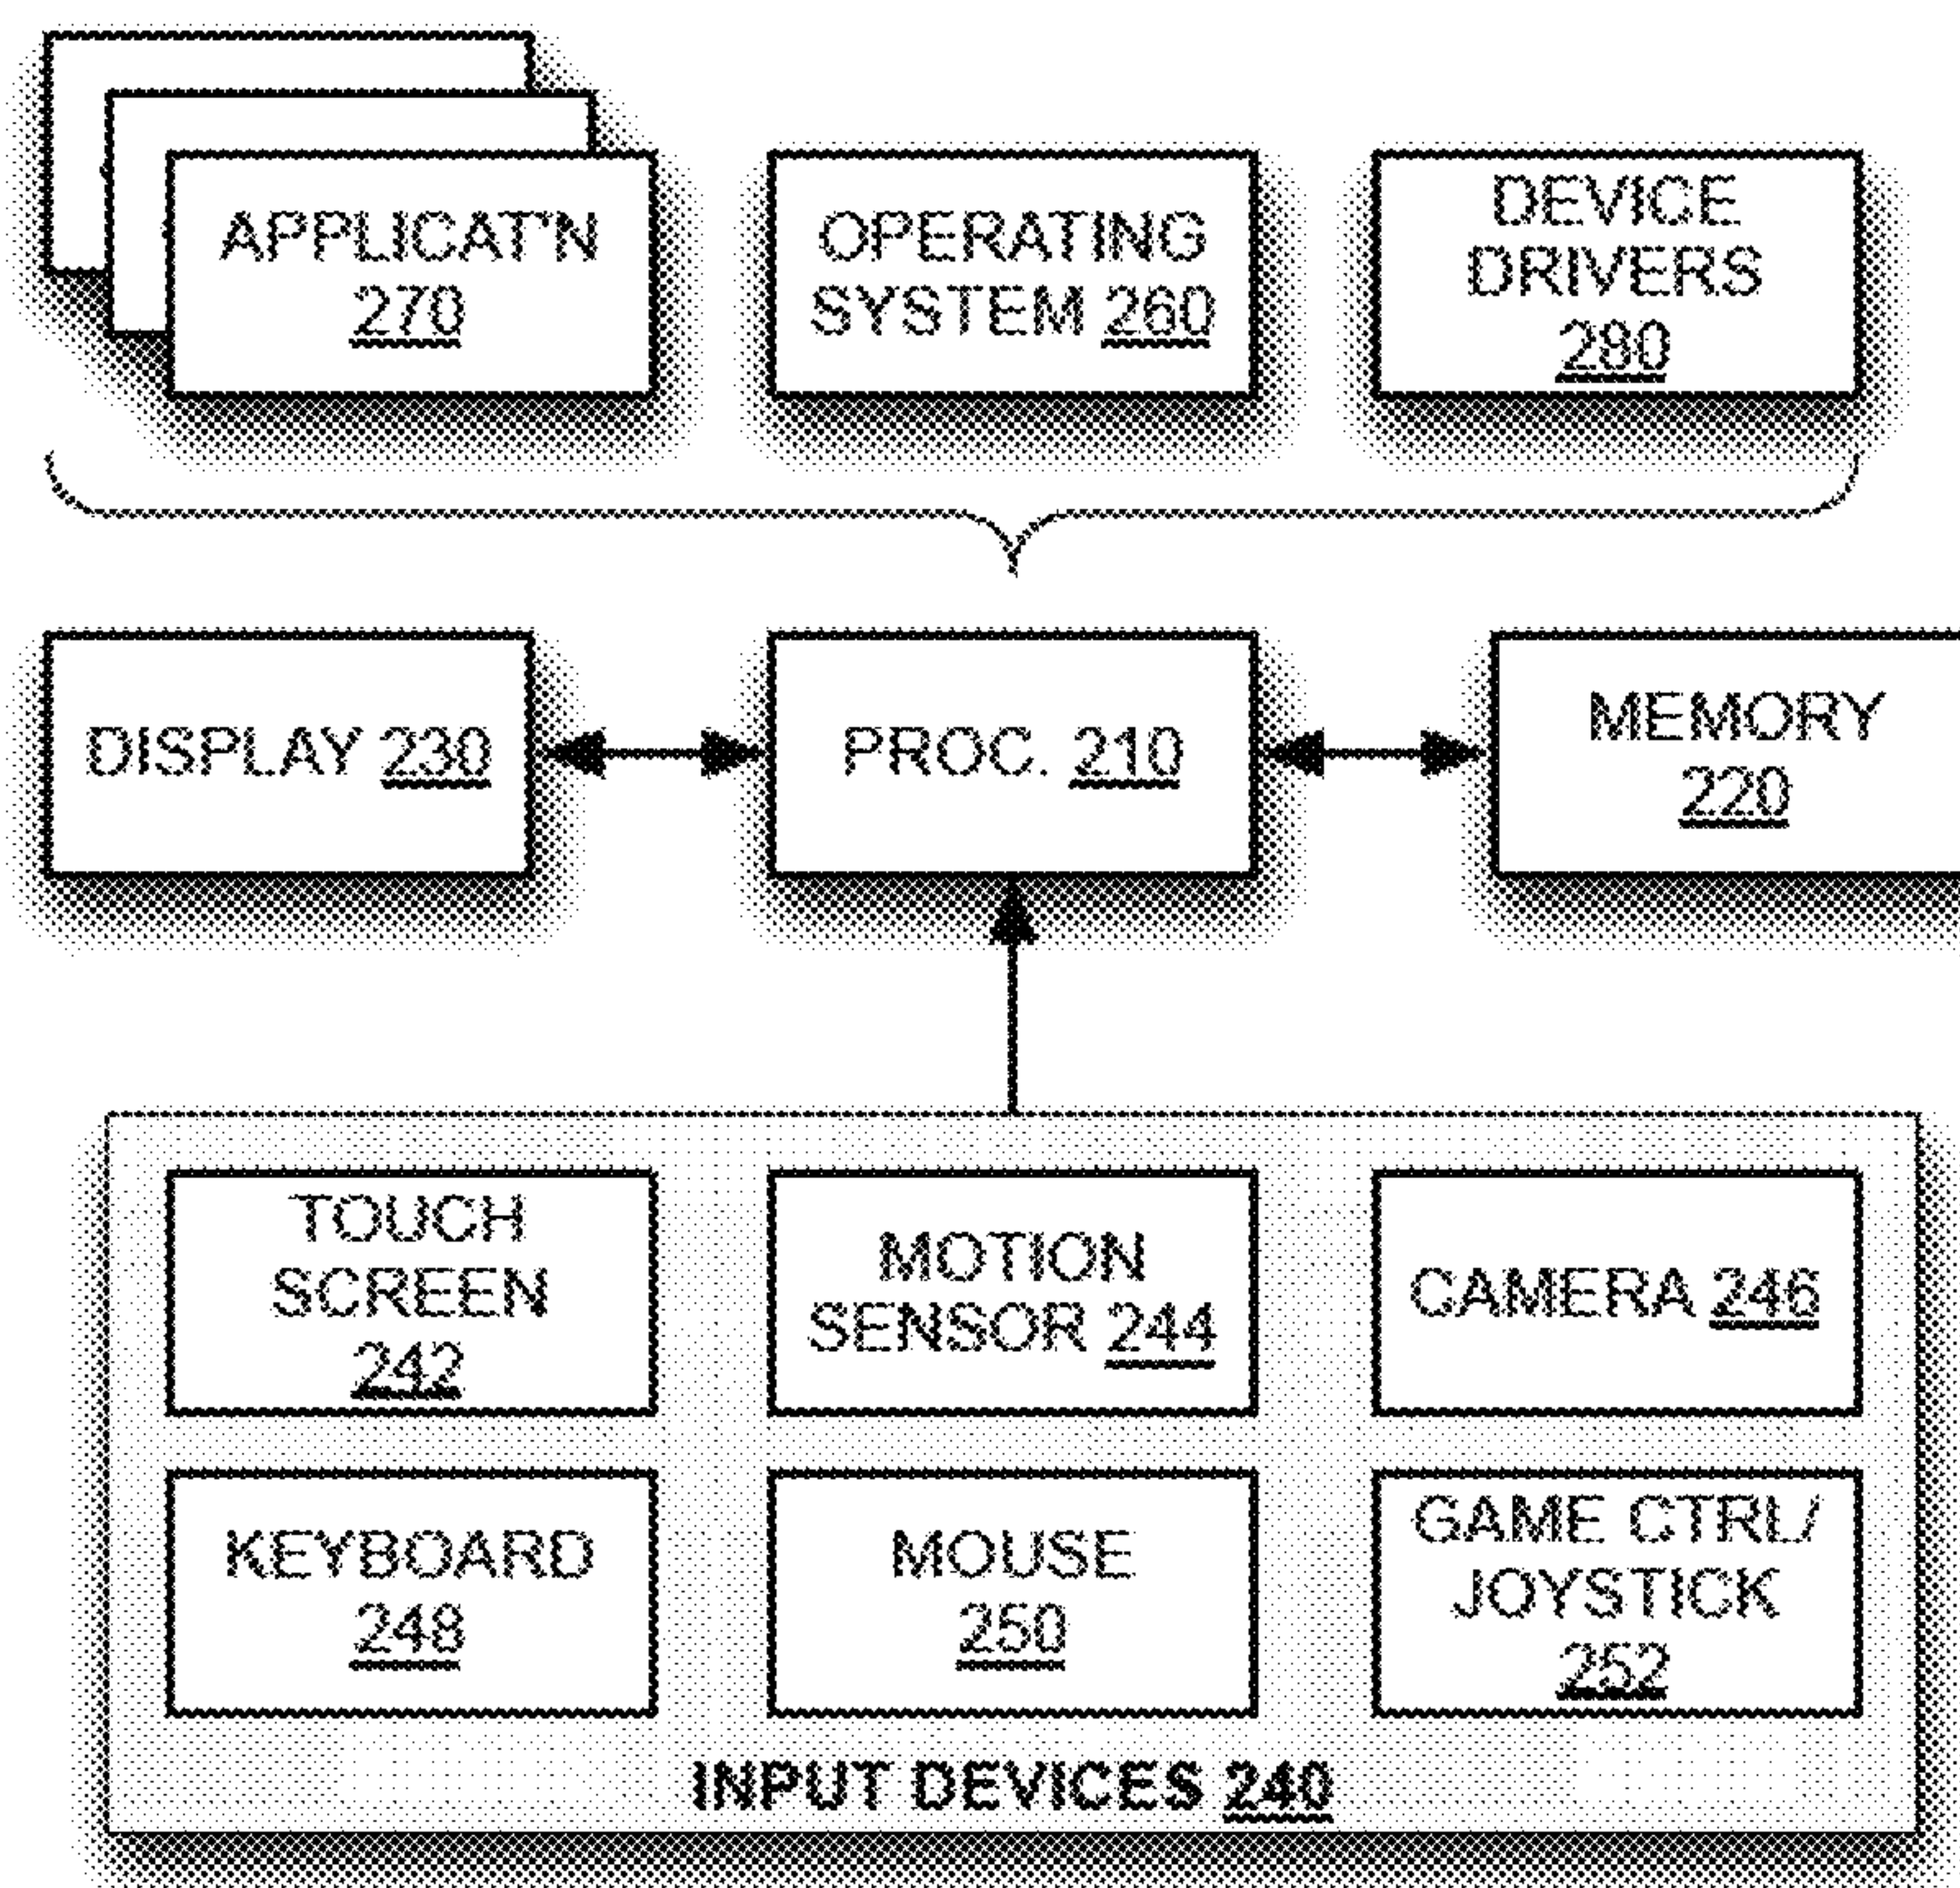 APPLICAT'N
270
OPERATING
SYSTEM 260
DEVICE
DRIVERS
280
DISPLAY 230
PROC. 210
MEMORY
220
TOUCH
SCREEN
242
MOTION
SENSOR 244
CAMERA 246
KEYBOARD
248
MOUSE
250
GAME CTRL/
JOYSTICK
252
INPUT DEVICES 240